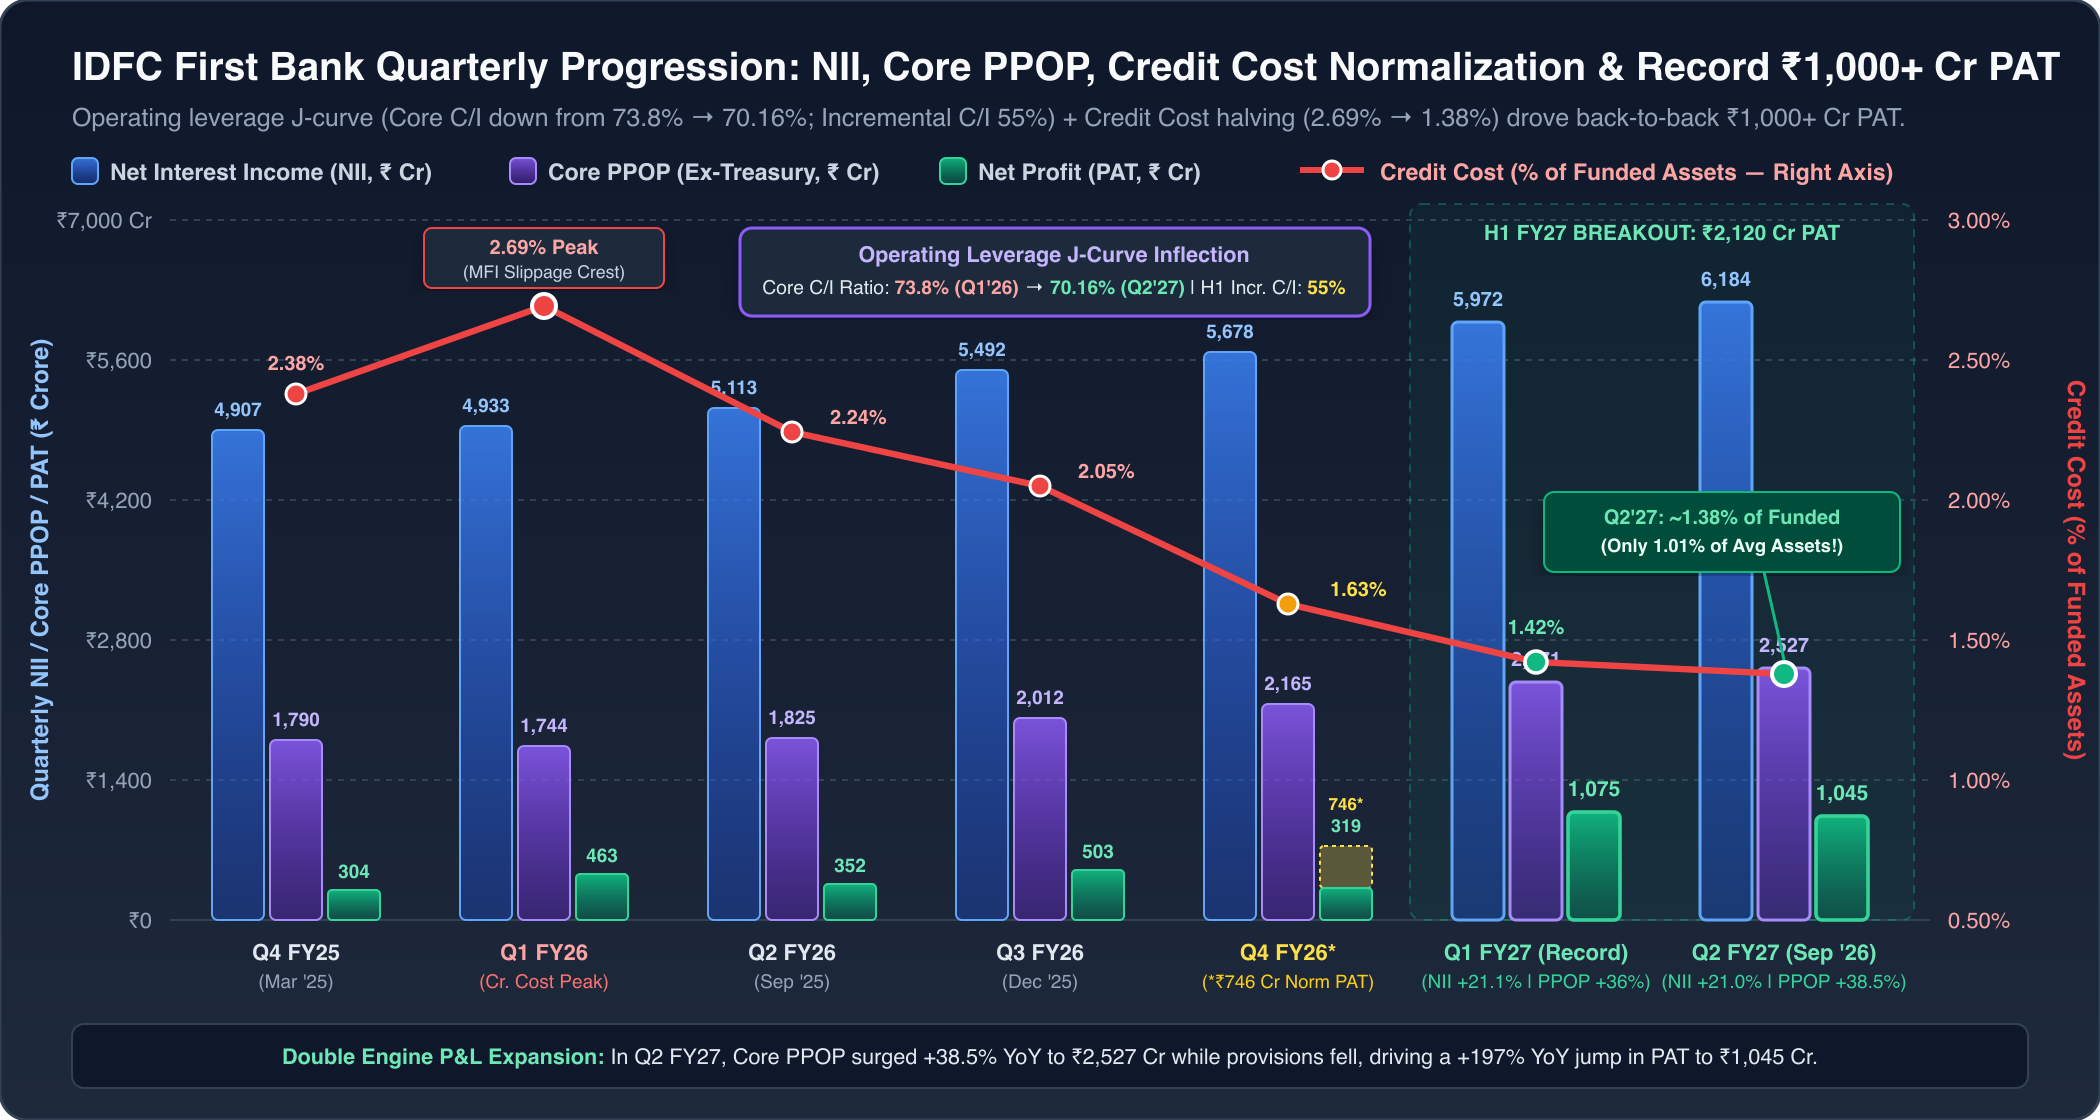 IDFC First Bank Quarterly Progression: NII, Core PPOP, Credit Cost Normalization & Record ₹1,000+ Cr PAT
Operating leverage J-curve (Core C/I down from 73.8% → 70.16%; Incremental C/I 55%) + Credit Cost halving (2.69% → 1.38%) drove back-to-back ₹1,000+ Cr PAT.
Net Interest Income (NII, ₹ Cr)
Core PPOP (Ex-Treasury, ₹ Cr)
Net Profit (PAT, ₹ Cr)
Credit Cost (% of Funded Assets — Right Axis)
Quarterly NII / Core PPOP / PAT (₹ Crore)
₹7,000 Cr
₹5,600
₹4,200
₹2,800
₹1,400
₹0
2.69% Peak
(MFI Slippage Crest)
Operating Leverage J-Curve Inflection
Core C/I Ratio: 73.8% (Q1'26) → 70.16% (Q2'27) | H1 Incr. C/I: 55%
H1 FY27 BREAKOUT: ₹2,120 Cr PAT
Q2'27: ~1.38% of Funded
(Only 1.01% of Avg Assets!)
2.38%
4,907
1,790
304
4,933
1,744
463
5,113
2.24%
1,825
352
5,492
2.05%
2,012
503
5,678
1.63%
2,165
746*
319
5,972
1.42%
1,075
6,184
2,527
1,045
3.00%
2.50%
2.00%
1.50%
1.00%
0.50%
Credit Cost (% of Funded Assets)
Q4 FY25
(Mar '25)
Q1 FY26
(Cr. Cost Peak)
Q2 FY26
(Sep '25)
Q3 FY26
(Dec '25)
Q4 FY26*
(*₹746 Cr Norm PAT)
Q1 FY27 (Record)
(NII +21.1% | PPOP +36%)
Q2 FY27 (Sep '26)
(NII +21.0% | PPOP +38.5%)
Double Engine P&L Expansion: In Q2 FY27, Core PPOP surged +38.5% YoY to ₹2,527 Cr while provisions fell, driving a +197% YoY jump in PAT to ₹1,045 Cr.